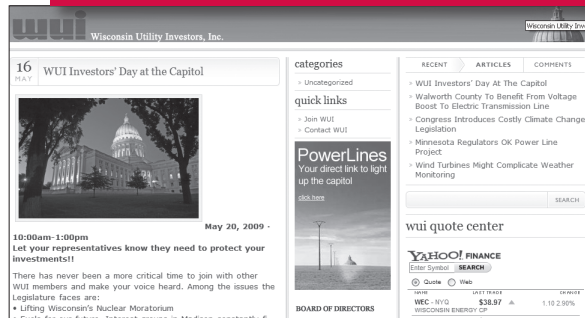 wui
Wisconsin Utility Investors, Inc.
Wisconsin Utility Inve
16
MAY
WUI Investors' Day at the Capitol
May 20, 2009 -
10:00am-1:00pm
Let your representatives know they need to protect your
investments!!
There has never been a more critical time to join with other
WUI members and make your voice heard. Among the issues the
Legislature faces are:
• Lifting Wisconsin's Nuclear Moratorium
categories
» Uncategorized
quick links
» Join WUI
» Contact WUI
PowerLines
Your direct link to light
up the capitol
click here
BOARD OF DIRECTORS
RECENT
ARTICLES
COMMENTS
» WUI Investors' Day At The Capitol
» Walworth County To Benefit From Voltage
Boost To Electric Transmission Line
» Congress Introduces Costly Climate Change
Legislation
» Minnesota Regulators OK Power Line
Project
» Wind Turbines Might Complicate Weather
Monitoring
SEARCH
wui quote center
YAHOO! FINANCE
Enter Symbol SEARCH
Quote Web
NAME LAST TRADE CHANGE
WEC - NYQ $38.97 1.10 2.90%
WISCONSIN ENERGY CP